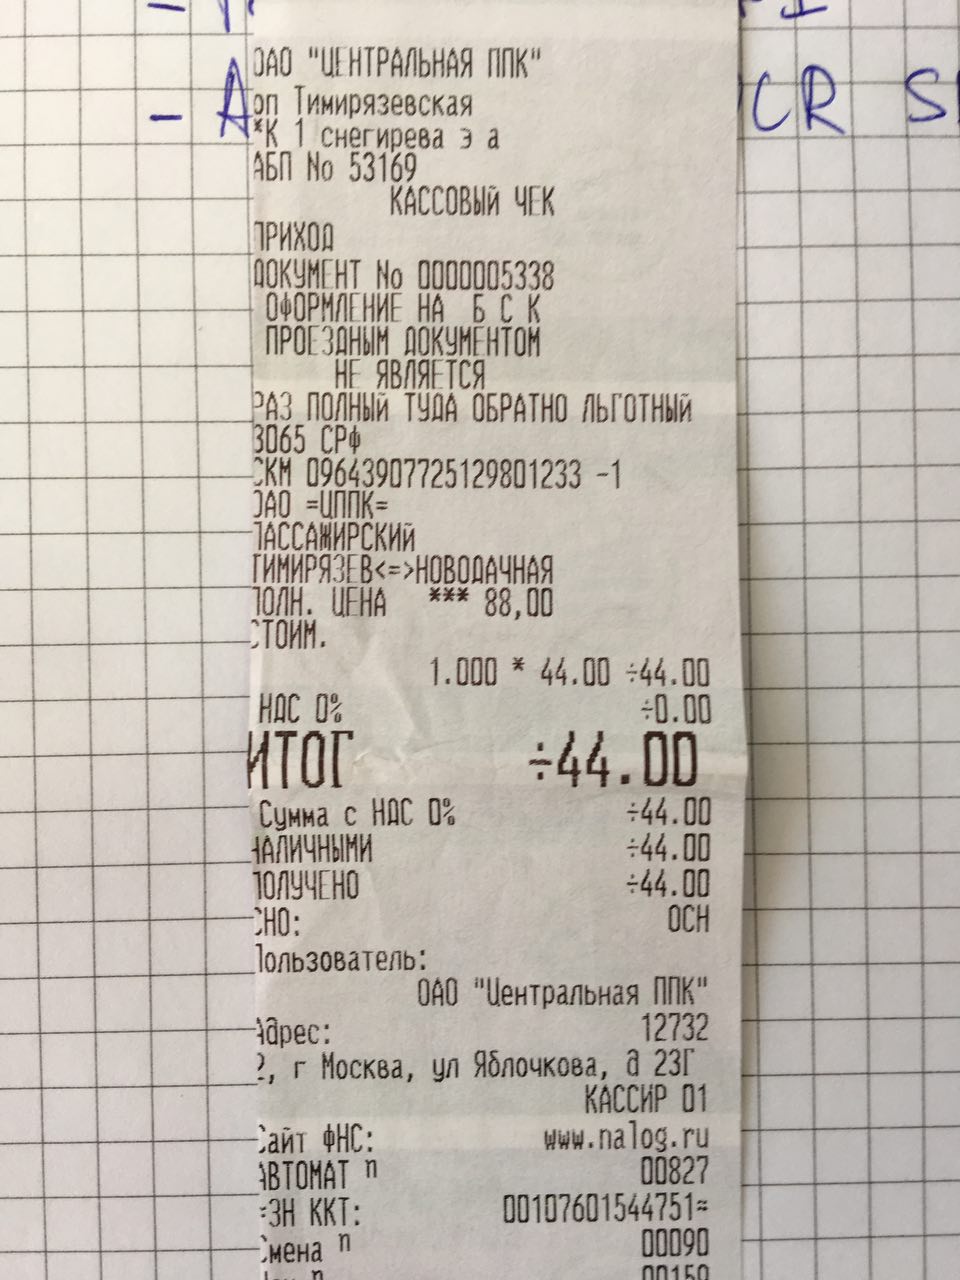 ОАО "ЦЕНТРАЛЬНАЯ ППК"
оп Тимирязевская
*К 1 снегирева э а
АБП No 53169
КАССОВЫЙ ЧЕК
ПРИХОД
ДОКУМЕНТ No 0000005338
ОФОРМЛЕНИЕ НА Б С К
ПРОЕЗДНЫМ ДОКУМЕНТОМ
НЕ ЯВЛЯЕТСЯ
РАЗ ПОЛНЫЙ ТУДА ОБРАТНО ЛЬГОТНЫЙ
3065 СРФ
СКМ 09643907725129801233 -1
ОАО =ЦППК=
ПАССАЖИРСКИЙ
ТИМИРЯЗЕВ<=>НОВОДАЧНАЯ
ПОЛН. ЦЕНА *** 88,00
СТОИМ.
1.000 * 44.00 ÷44.00
НДС 0% ÷0.00
ИТОГ ÷44.00
Сумма с НДС 0% ÷44.00
НАЛИЧНЫМИ ÷44.00
ПОЛУЧЕНО ÷44.00
СНО: ОСН
Пользователь:
ОАО "Центральная ППК"
Адрес: 12732
2, г Москва, ул Яблочкова, д 23Г
КАССИР 01
Сайт ФНС: www.nalog.ru
АВТОМАТ n 00827
ЗН ККТ: 00107601544751≈
Смена n 00090
- A CR S